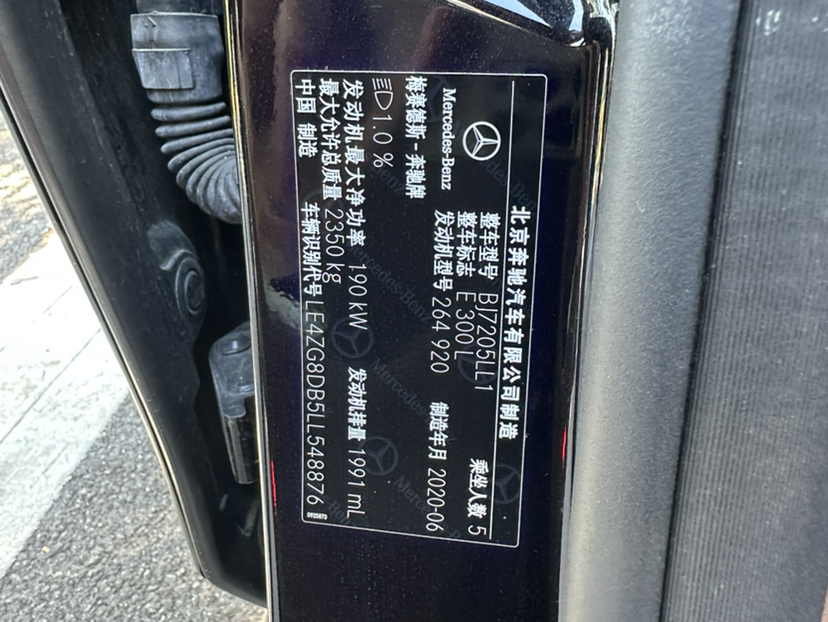 北京奔驰汽车有限公司制造
Mercedes-Benz
梅赛德斯-奔驰牌
整车型号 BJ7205LL1
乘坐人数 5
整车标志 E 300 L
发动机型号 264 920
制造年月 2020-06
1.0 %
发动机最大净功率 190 kW
发动机排量 1991 mL
最大允许总质量 2350 kg
中国 制造
车辆识别代号 LE4ZG8DB5LL548876